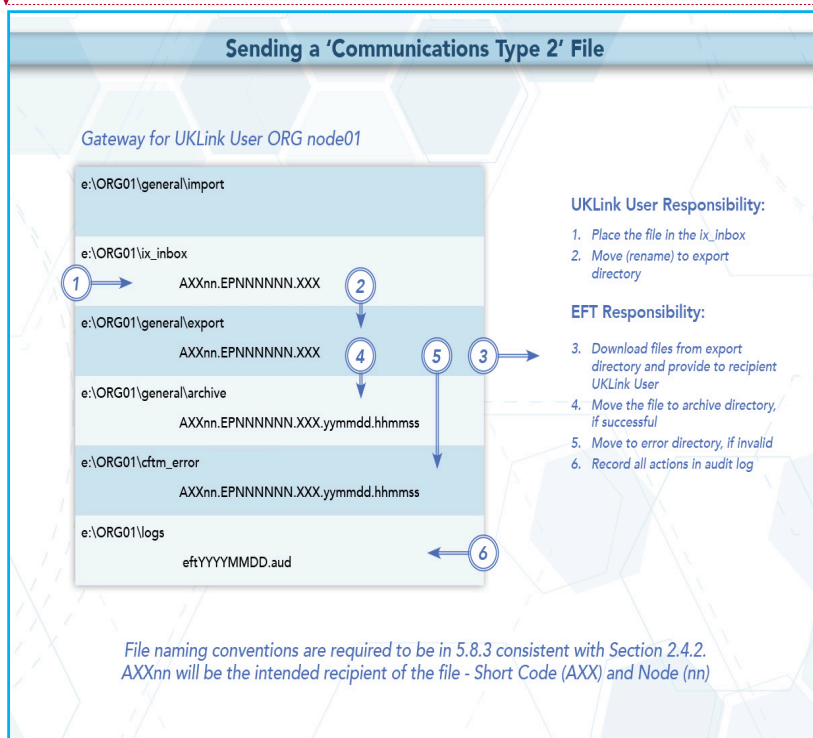 Sending a ‘Communications Type 2’ File
Gateway for UKLink User ORG node01
e:\ORG01\general\import
e:\ORG01\ix_inbox
1
AXXnn.EPNNNNNN.XXX
2
e:\ORG01\general\export
AXXnn.EPNNNNNN.XXX
4
5
3
e:\ORG01\general\archive
AXXnn.EPNNNNNN.XXX.yymmdd.hhmmss
e:\ORG01\cftm_error
AXXnn.EPNNNNNN.XXX.yymmdd.hhmmss
e:\ORG01\logs
eftYYYYMMDD.aud
6
UKLink User Responsibility:
1. Place the file in the ix_inbox
2. Move (rename) to export
directory
EFT Responsibility:
3. Download files from export
directory and provide to recipient
UKLink User
4. Move the file to archive directory,
if successful
5. Move to error directory, if invalid
6. Record all actions in audit log
File naming conventions are required to be in 5.8.3 consistent with Section 2.4.2.
AXXnn will be the intended recipient of the file - Short Code (AXX) and Node (nn)